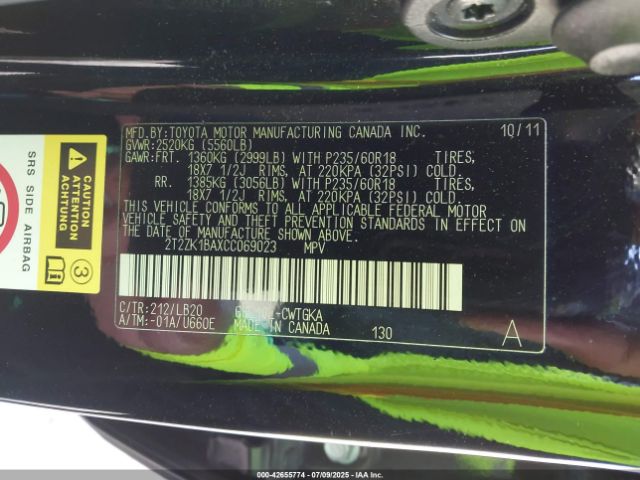 MFD.BY:TOYOTA MOTOR MANUFACTURING CANADA INC. 10/11
GVWR:2520KG (5560LB)
GAWR:FRT. 1360KG (2999LB) WITH P235/60R18 TIRES,
18X7 1/2J RIMS, AT 220KPA (32PSI) COLD.
RR. 1385KG (3056LB) WITH P235/60R18 TIRES,
18X7 1/2J RIMS, AT 220KPA (32PSI) COLD.
THIS VEHICLE CONFORMS TO ALL APPLICABLE FEDERAL MOTOR
VEHICLE SAFETY AND THEFT PREVENTION STANDARDS IN EFFECT ON
THE DATE OF MANUFACTURE SHOWN ABOVE.
2T2ZK1BAXCC069023 MPV
C/TR:212/LB20 -CWTGKA
A/TM:-01A/U660E MADE IN CANADA 130 A
SRS SIDE AIRBAG
3
000-42655774 | 07/09/2025 | IAA